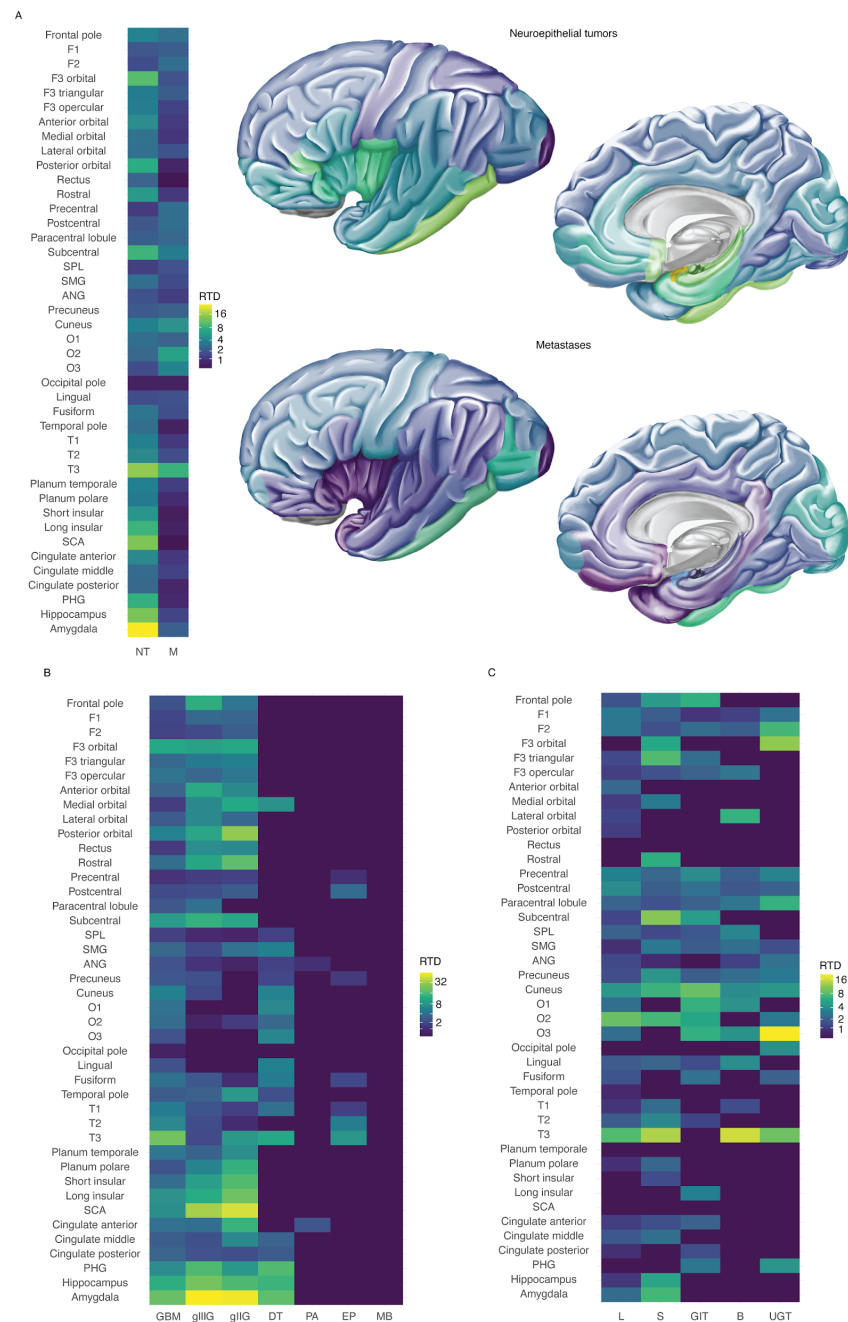 A
Neuroepithelial tumors
Frontal pole
F1
F2
F3 orbital
F3 triangular
F3 opercular
Anterior orbital
Medial orbital
Lateral orbital
Posterior orbital
Rectus
Rostral
Precentral
Postcentral
Paracentral lobule
Subcentral
SPL
SMG
ANG
Precuneus
Cuneus
O1
O2
O3
Occipital pole
Lingual
Fusiform
Temporal pole
T1
T2
T3
Planum temporale
Planum polare
Short insular
Long insular
SCA
Cingulate anterior
Cingulate middle
Cingulate posterior
PHG
Hippocampus
Amygdala
NT M
RTD
16
8
4
2
1
Metastases
B
Frontal pole
F1
F2
F3 orbital
F3 triangular
F3 opercular
Anterior orbital
Medial orbital
Lateral orbital
Posterior orbital
Rectus
Rostral
Precentral
Postcentral
Paracentral lobule
Subcentral
SPL
SMG
ANG
Precuneus
Cuneus
O1
O2
O3
Occipital pole
Lingual
Fusiform
Temporal pole
T1
T2
T3
Planum temporale
Planum polare
Short insular
Long insular
SCA
Cingulate anterior
Cingulate middle
Cingulate posterior
PHG
Hippocampus
Amygdala
GBM gIIIG gIIG DT PA EP MB
RTD
32
8
2
C
Frontal pole
F1
F2
F3 orbital
F3 triangular
F3 opercular
Anterior orbital
Medial orbital
Lateral orbital
Posterior orbital
Rectus
Rostral
Precentral
Postcentral
Paracentral lobule
Subcentral
SPL
SMG
ANG
Precuneus
Cuneus
O1
O2
O3
Occipital pole
Lingual
Fusiform
Temporal pole
T1
T2
T3
Planum temporale
Planum polare
Short insular
Long insular
SCA
Cingulate anterior
Cingulate middle
Cingulate posterior
PHG
Hippocampus
Amygdala
L S GIT B UGT
RTD
16
8
4
2
1